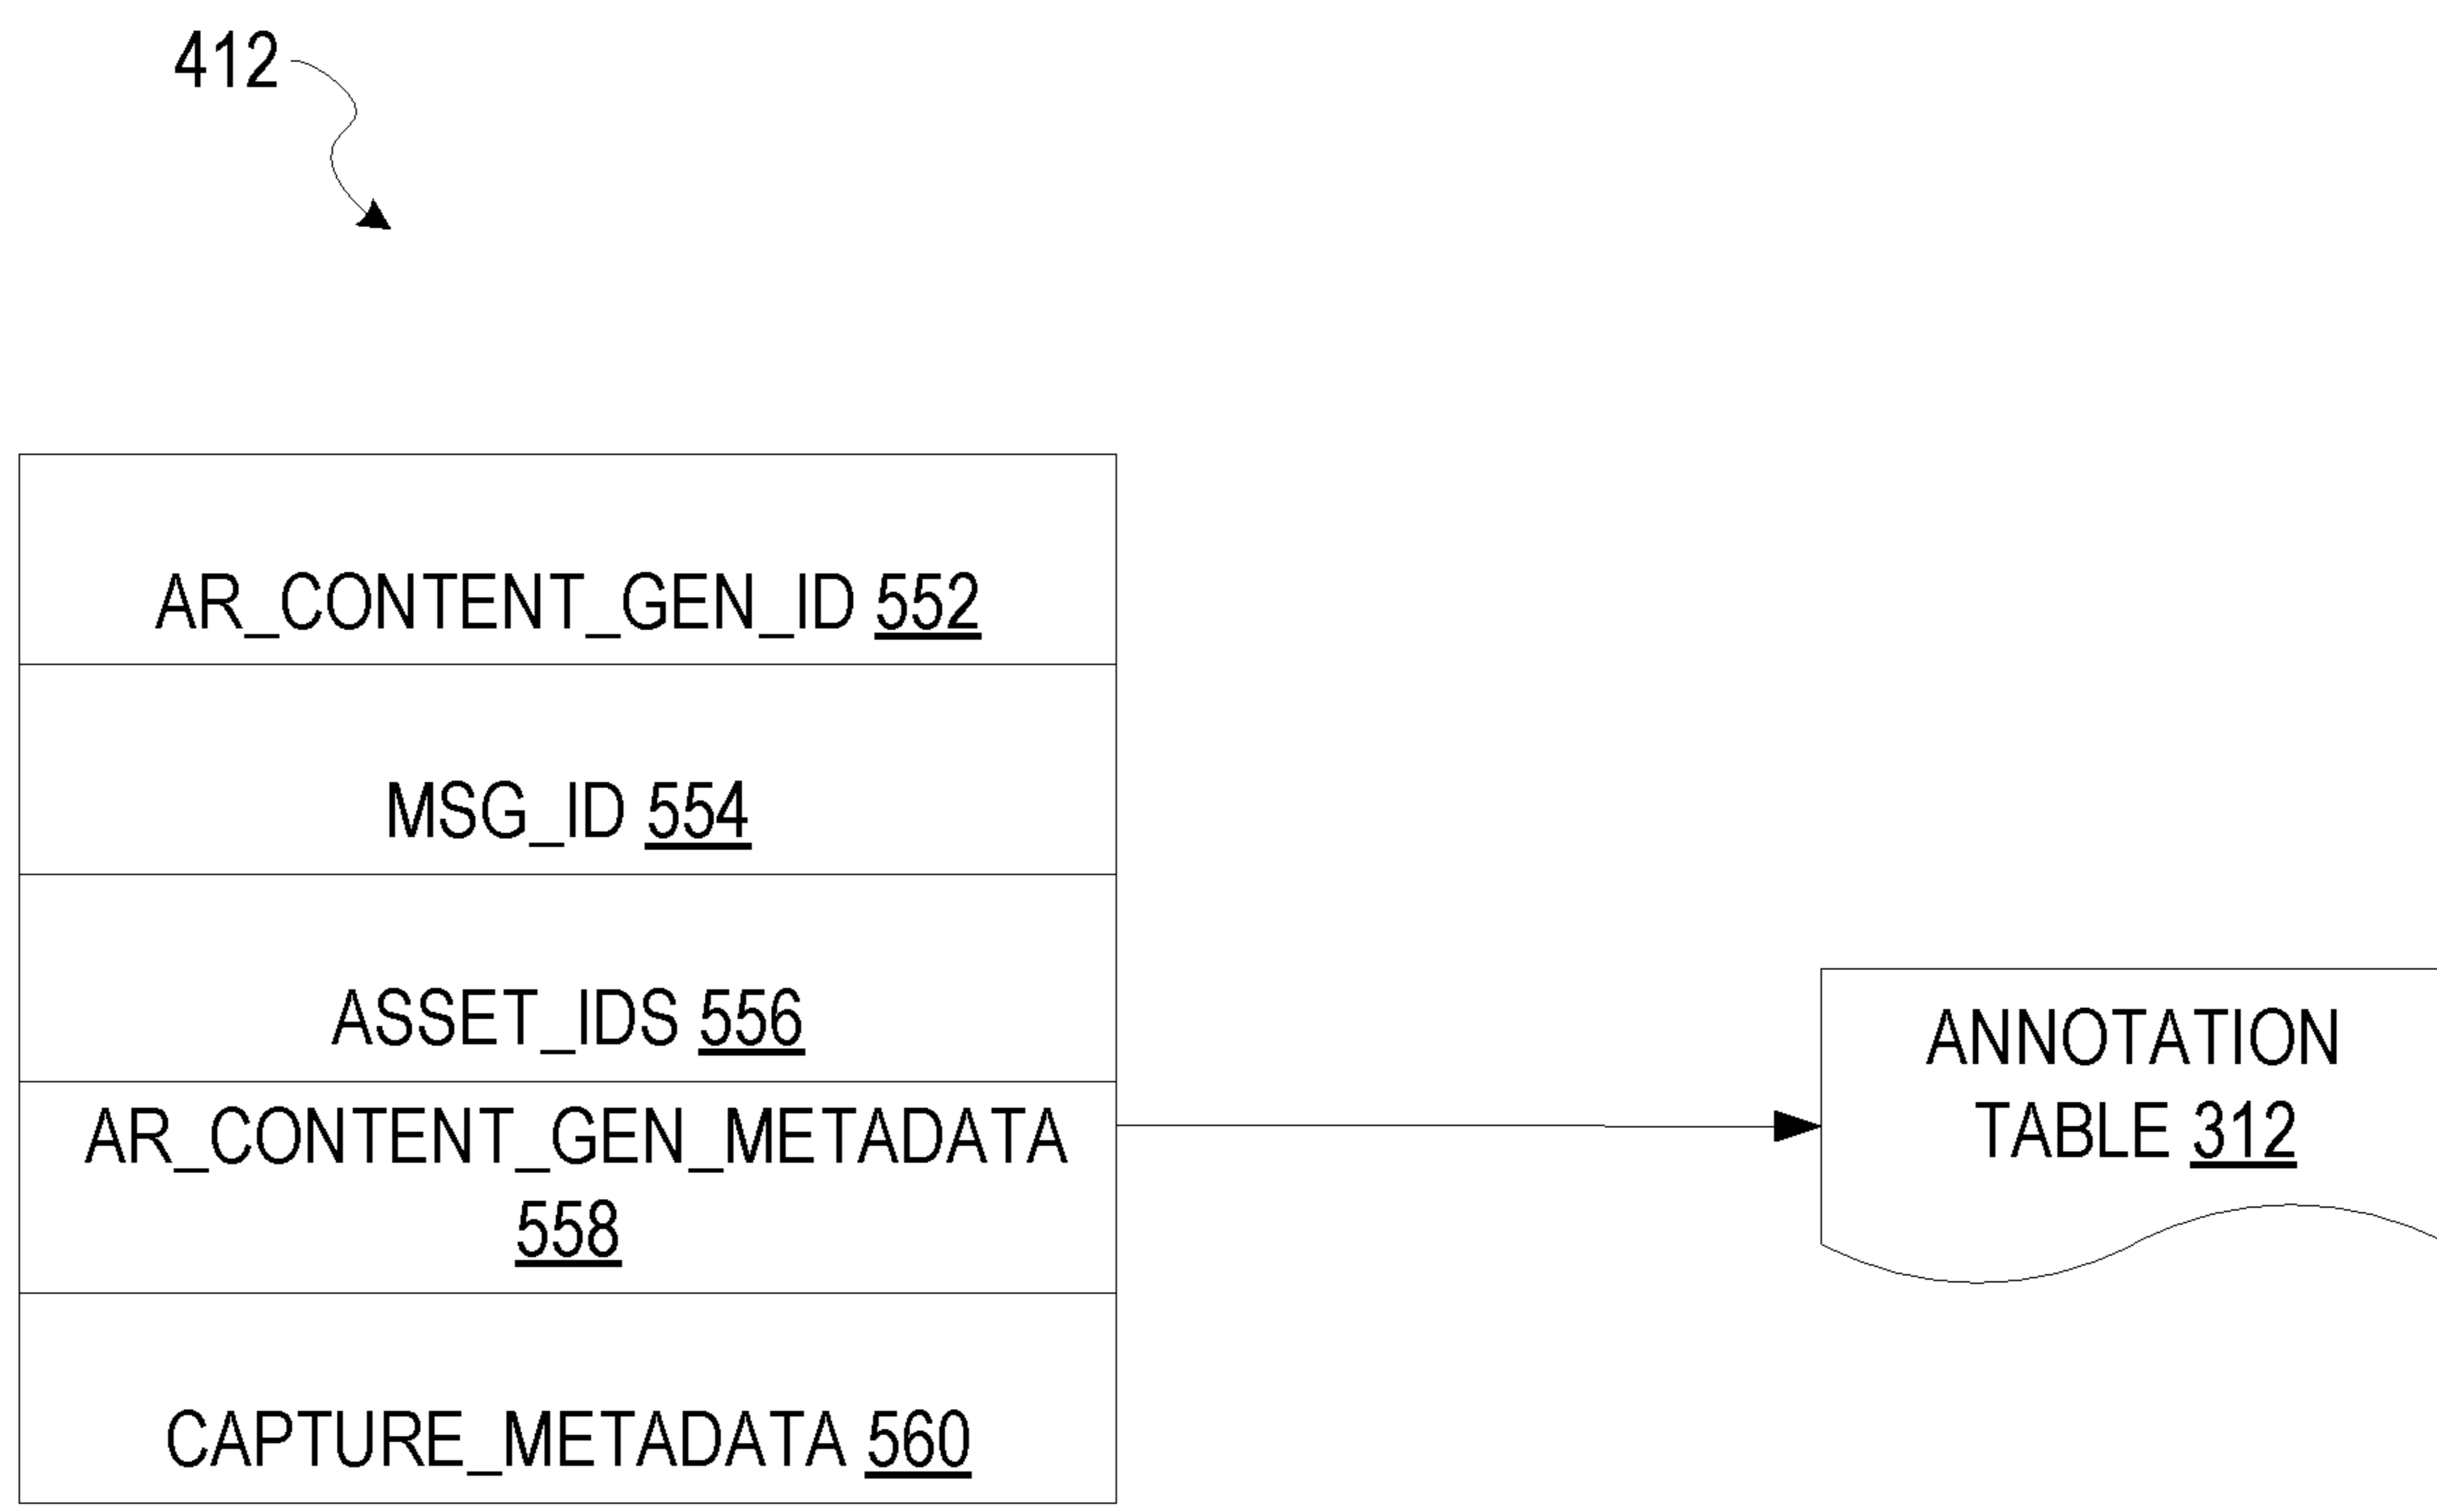 412
AR_CONTENT_GEN_ID 552
MSG_ID 554
ASSET_IDS 556
AR_CONTENT_GEN_METADATA
558
CAPTURE_METADATA 560
ANNOTATION
TABLE 312